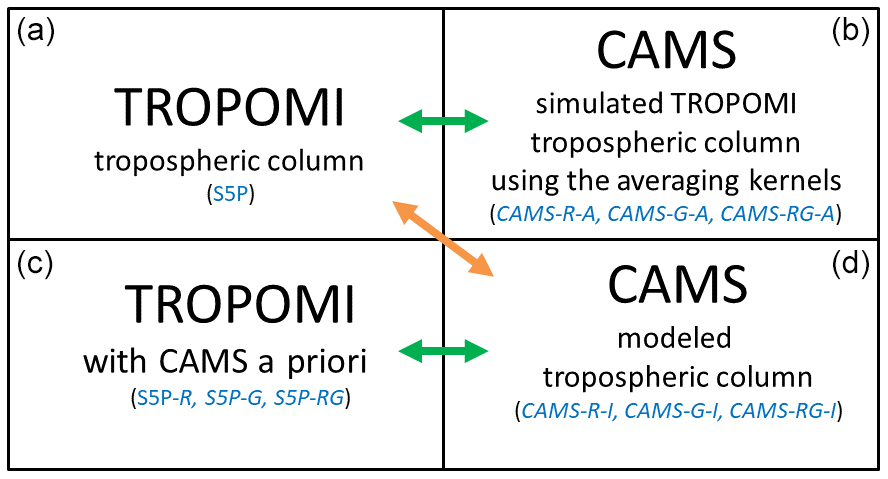 (a)
TROPOMI
tropospheric column
(S5P)
(b)
CAMS
simulated TROPOMI
tropospheric column
using the averaging kernels
(CAMS-R-A, CAMS-G-A, CAMS-RG-A)
(c)
TROPOMI
with CAMS a priori
(S5P-R, S5P-G, S5P-RG)
(d)
CAMS
modeled
tropospheric column
(CAMS-R-I, CAMS-G-I, CAMS-RG-I)